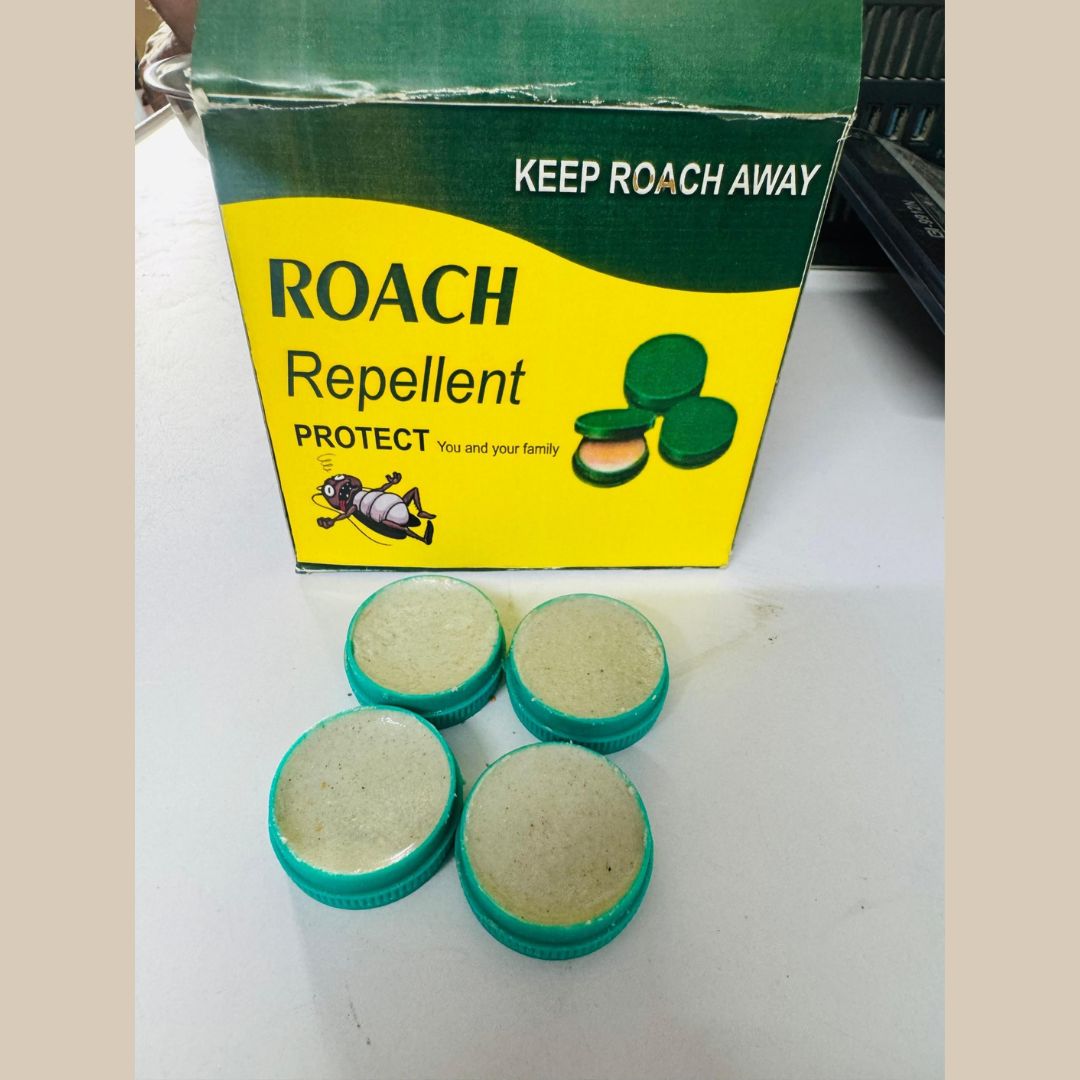 KEEP ROACH AWAY
ROACH
Repellent
PROTECT You and your family